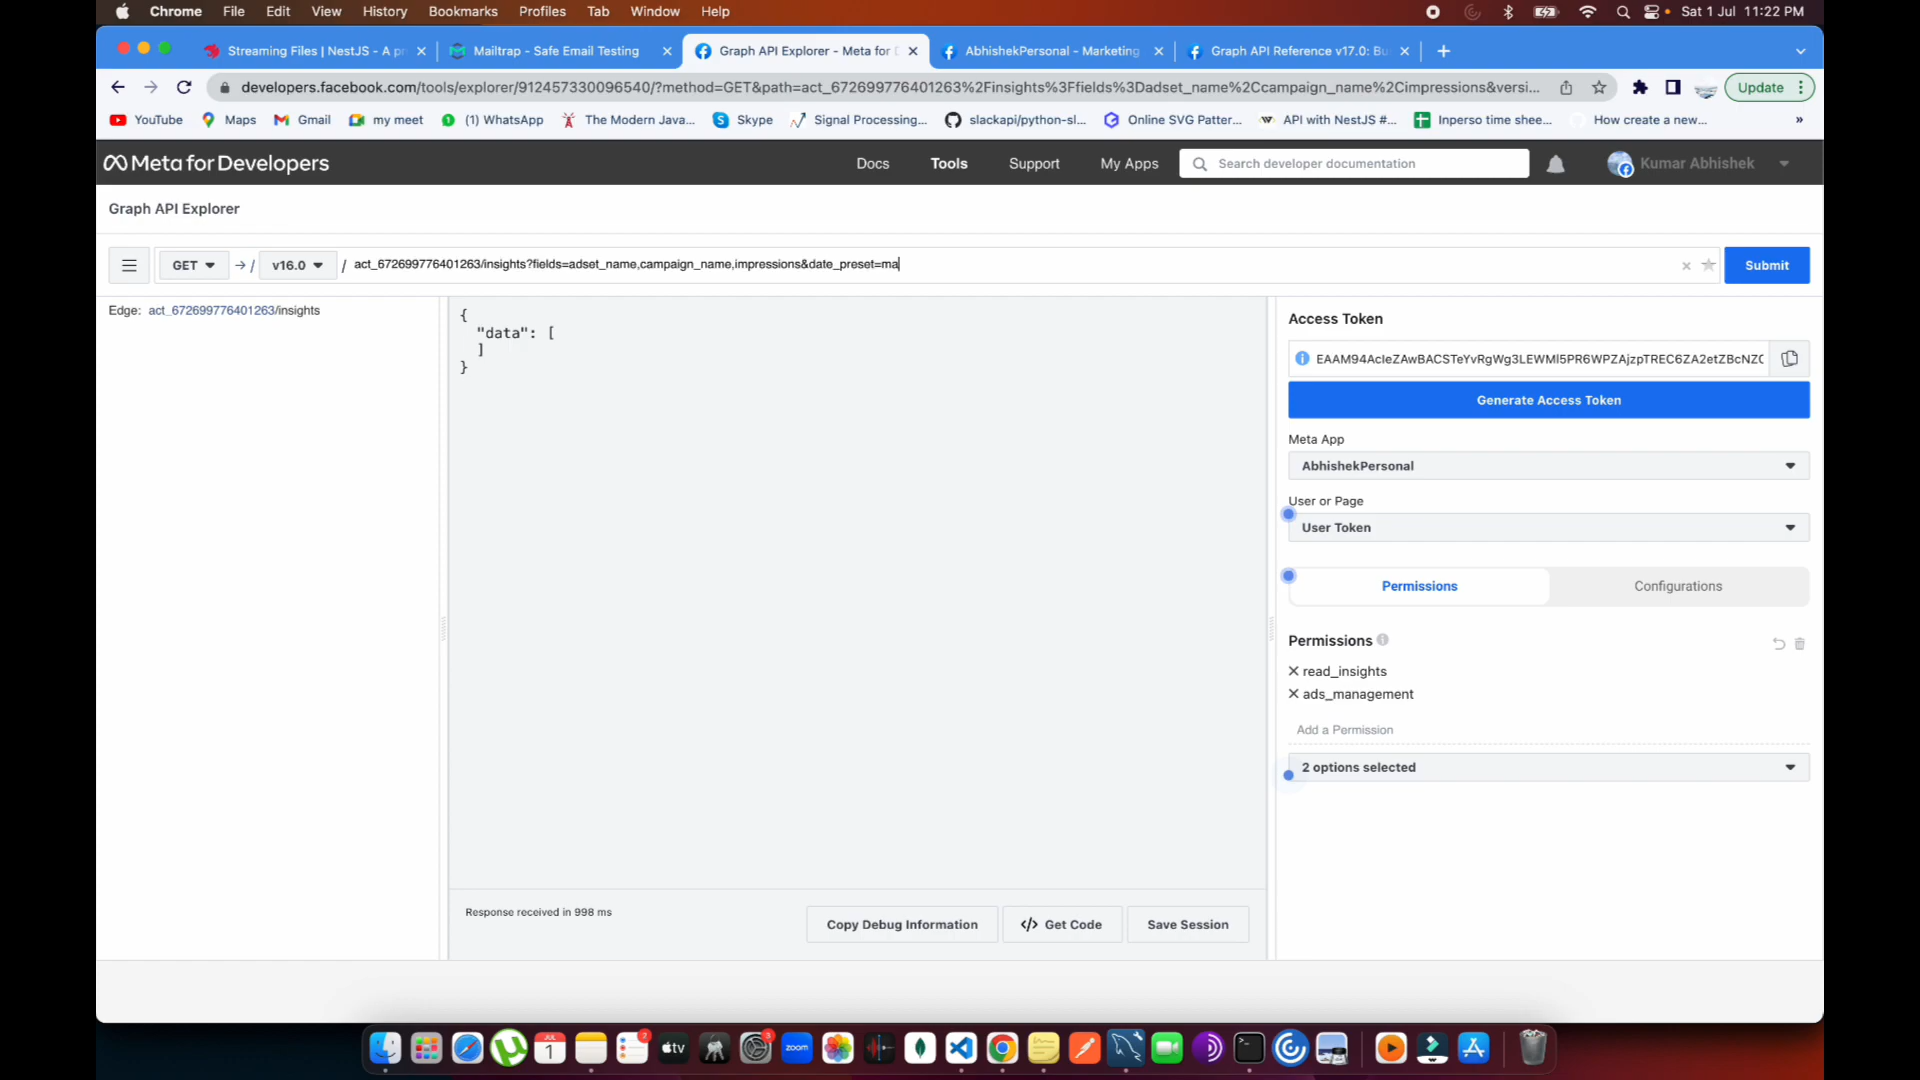 Chrome File Edit View History Bookmarks Profiles Tab Window Help Sat 1 Jul 11:22 PM
Streaming Files | NestJS - A pr Mailtrap - Safe Email Testing Graph API Explorer - Meta for D AbhishekPersonal - Marketing Graph API Reference v17.0: Bu
developers.facebook.com/tools/explorer/912457330096540/?method=GET&path=act_672699776401263%2Finsights%3Ffields%3Dadset_name%2Ccampaign_name%2Cimpressions&versi... Update
YouTube Maps Gmail my meet (1) WhatsApp The Modern Java... Skype Signal Processing... slackapi/python-sl... Online SVG Patter... API with NestJS #... Inperso time shee... How create a new... »
Meta for Developers Docs Tools Support My Apps Search developer documentation Kumar Abhishek
Graph API Explorer
GET / v16.0 / act_672699776401263/insights?fields=adset_name,campaign_name,impressions&date_preset=ma Submit
Edge: act_672699776401263/insights
{
"data": [
]
}
Response received in 998 ms
Copy Debug Information </> Get Code Save Session
Access Token
Generate Access Token
Meta App
AbhishekPersonal
User or Page
User Token
Permissions Configurations
Permissions
read_insights
ads_management
Add a Permission
2 options selected
JUL 1 2 tv 3 zoom